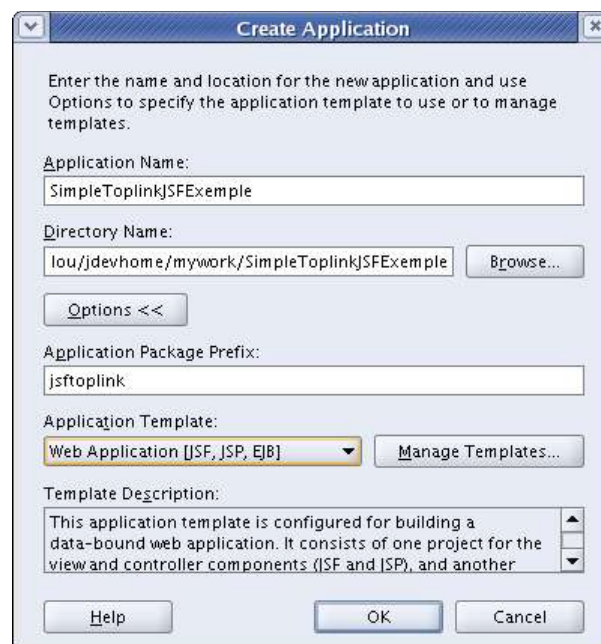 Create Application
Enter the name and location for the new application and use
Options to specify the application template to use or to manage
templates.
Application Name:
SimpleToplinkJSFExemple
Directory Name:
lou/jdevhome/mywork/SimpleToplinkJSFExemple
Browse...
Options <<
Application Package Prefix:
jsftoplink
Application Template:
Web Application [JSF, JSP, EJB]
Manage Templates...
Template Description:
This application template is configured for building a
data-bound web application. It consists of one project for the
view and controller components (JSF and JSP), and another
Help
OK
Cancel